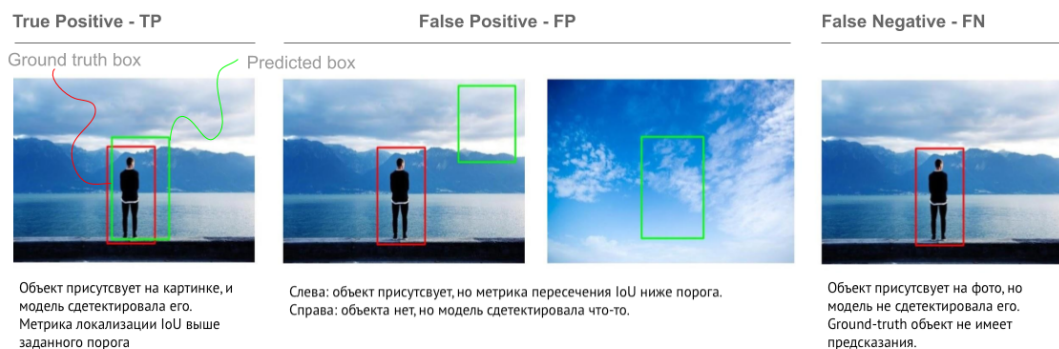 True Positive - TP
False Positive - FP
False Negative - FN
Ground truth box
Predicted box
Объект присутсвует на картинке, и
модель сдетектировала его.
Метрика локализации IoU выше
заданного порога
Слева: объект присутсвует, но метрика пересечения IoU ниже порога.
Справа: объекта нет, но модель сдетектировала что-то.
Объект присутсвует на фото, но
модель не сдетектировала его.
Ground-truth объект не имеет
предсказания.